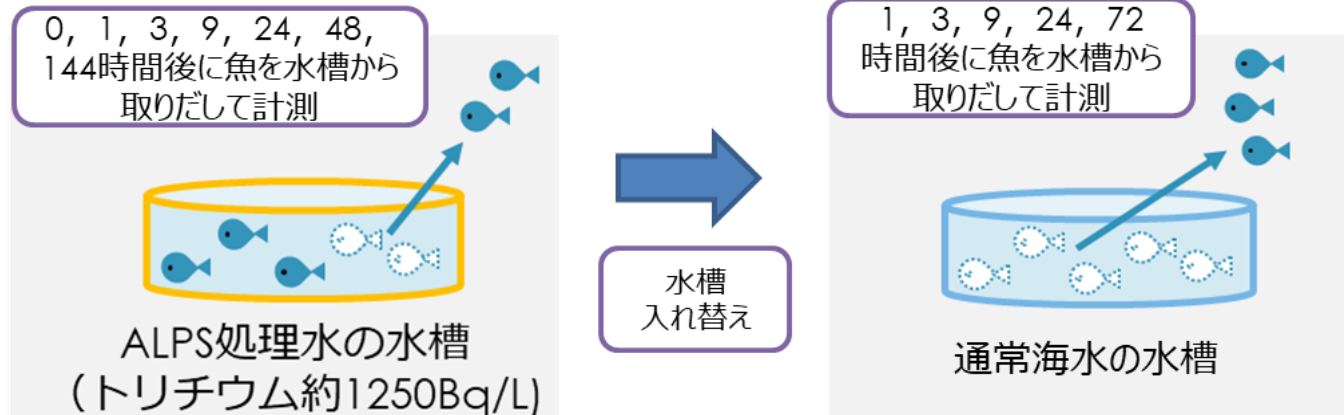 0, 1, 3, 9, 24, 48,
144時間後に魚を水槽から
取りだして計測
ALPS処理水の水槽
（トリチウム約1250Bq/L)
水槽
入れ替え
1, 3, 9, 24, 72
時間後に魚を水槽から
取りだして計測
通常海水の水槽